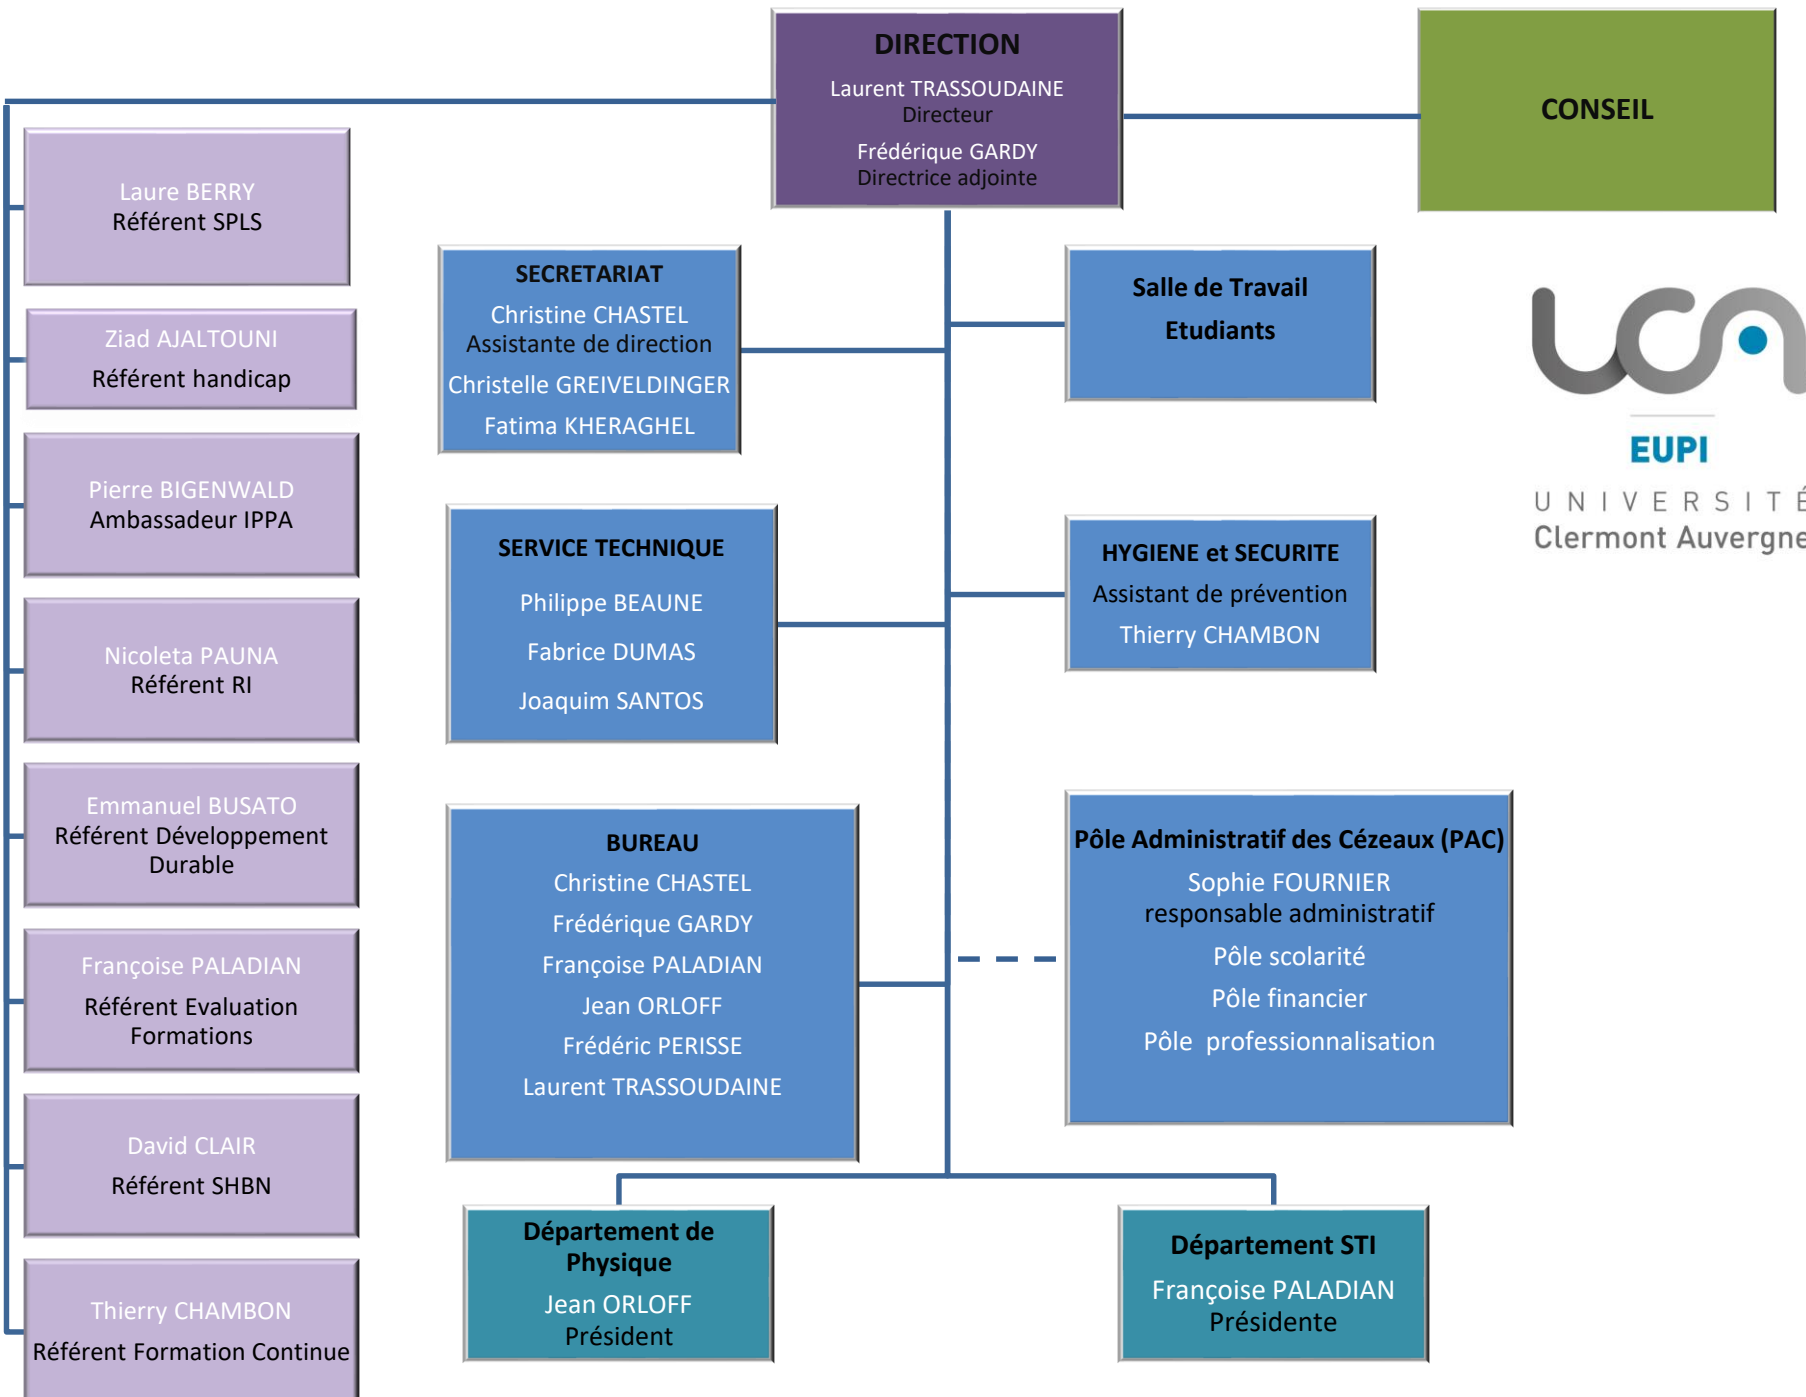 DIRECTION
Laurent TRASSOUDAINE
Directeur
Frédérique GARDY
Directrice adjointe
CONSEIL
Laure BERRY
Référent SPLS
Ziad AJALTOUNI
Référent handicap
Pierre BIGENWALD
Ambassadeur IPPA
Nicoleta PAUNA
Référent RI
Emmanuel BUSATO
Référent Développement
Durable
Françoise PALADIAN
Référent Evaluation
Formations
David CLAIR
Référent SHBN
Thierry CHAMBON
Référent Formation Continue
SECRETARIAT
Christine CHASTEL
Assistante de direction
Christelle GREIVELDINGER
Fatima KHERAGHEL
Salle de Travail
Etudiants
uca
EUPI
UNIVERSITÉ
Clermont Auvergne
SERVICE TECHNIQUE
Philippe BEAUNE
Fabrice DUMAS
Joaquim SANTOS
HYGIENE et SECURITE
Assistant de prévention
Thierry CHAMBON
BUREAU
Christine CHASTEL
Frédérique GARDY
Françoise PALADIAN
Jean ORLOFF
Frédéric PERISSE
Laurent TRASSOUDAINE
Pôle Administratif des Cézeaux (PAC)
Sophie FOURNIER
responsable administratif
Pôle scolarité
Pôle financier
Pôle professionnalisation
Département de
Physique
Jean ORLOFF
Président
Département STI
Françoise PALADIAN
Présidente